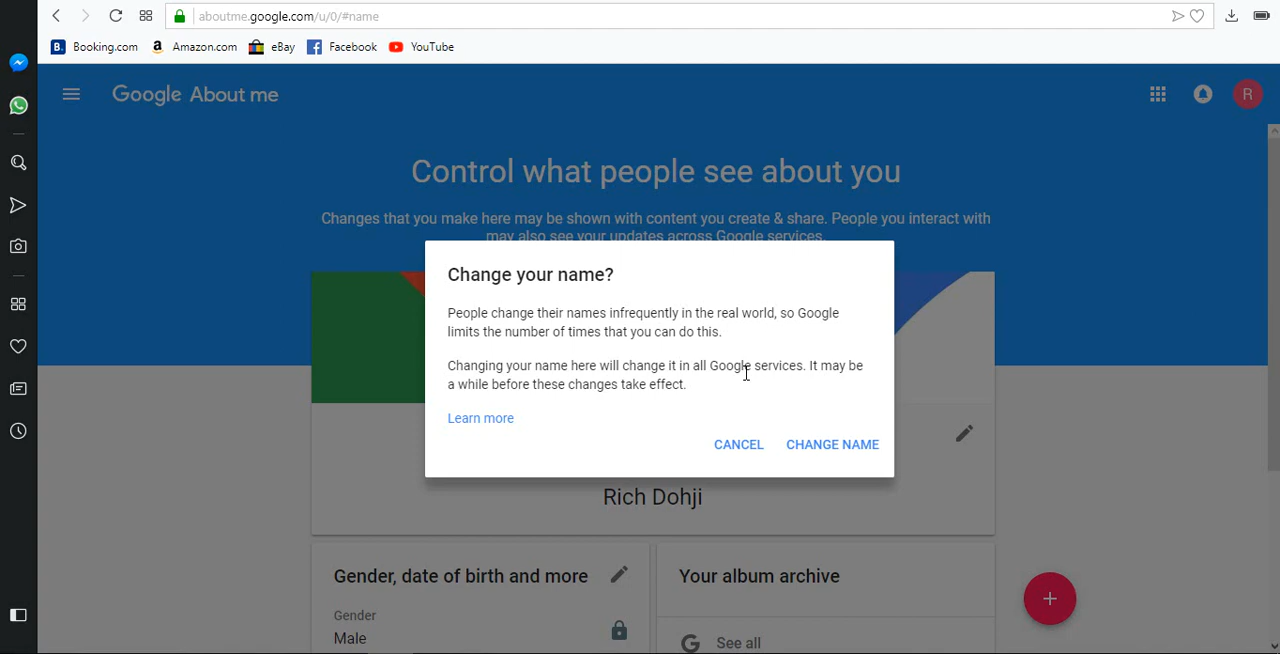 aboutme.google.com/u/0/#name
Booking.com Amazon.com eBay Facebook YouTube
Google About me
R
Control what people see about you
Changes that you make here may be shown with content you create & share. People you interact with
may also see your updates across Google services.
Change your name?
People change their names infrequently in the real world, so Google
limits the number of times that you can do this.
Changing your name here will change it in all Google services. It may be
a while before these changes take effect.
Learn more
CANCEL CHANGE NAME
Rich Dohji
Gender, date of birth and more
Gender
Male
Your album archive
See all